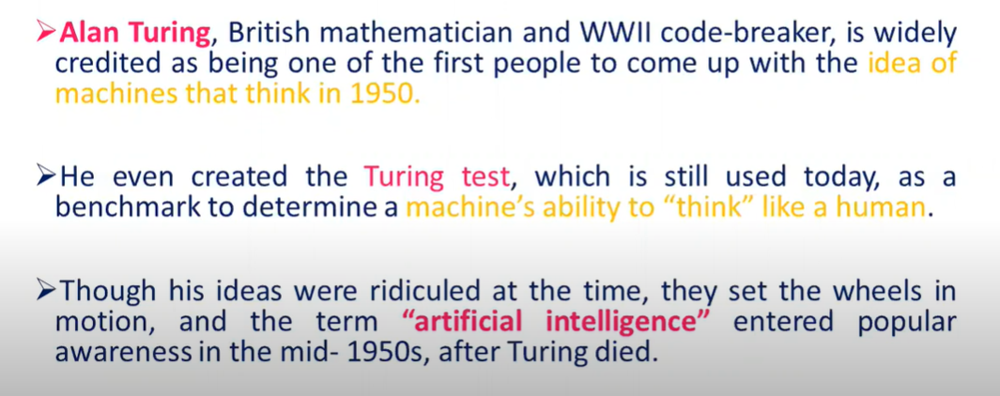 ➢Alan Turing, British mathematician and WWII code-breaker, is widely
credited as being one of the first people to come up with the idea of
machines that think in 1950.
➢He even created the Turing test, which is still used today, as a
benchmark to determine a machine’s ability to “think” like a human.
➢Though his ideas were ridiculed at the time, they set the wheels in
motion, and the term “artificial intelligence” entered popular
awareness in the mid- 1950s, after Turing died.